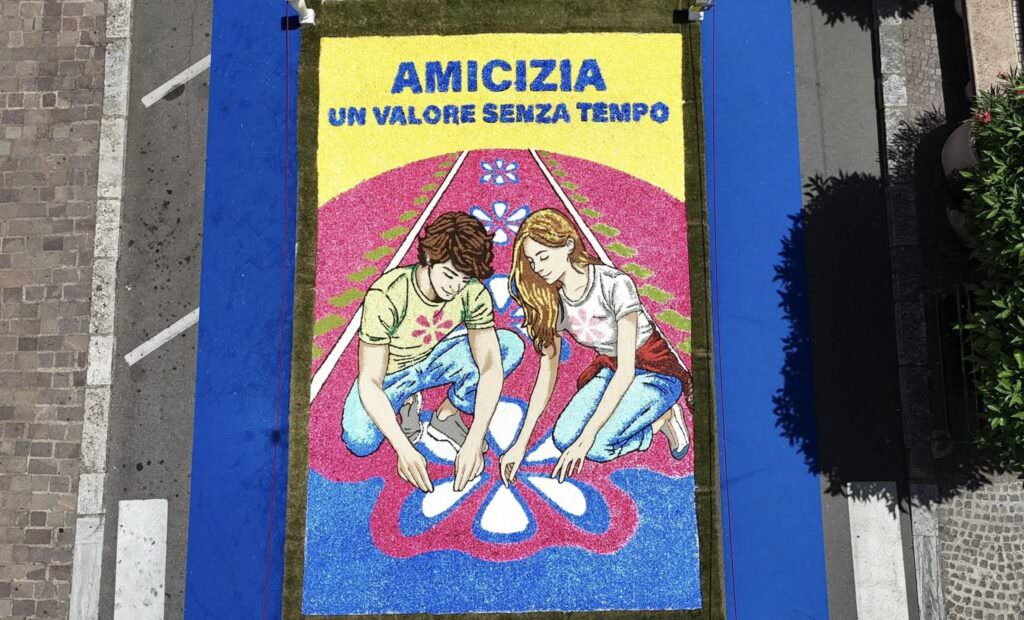 AMICIZIA
UN VALORE SENZA TEMPO